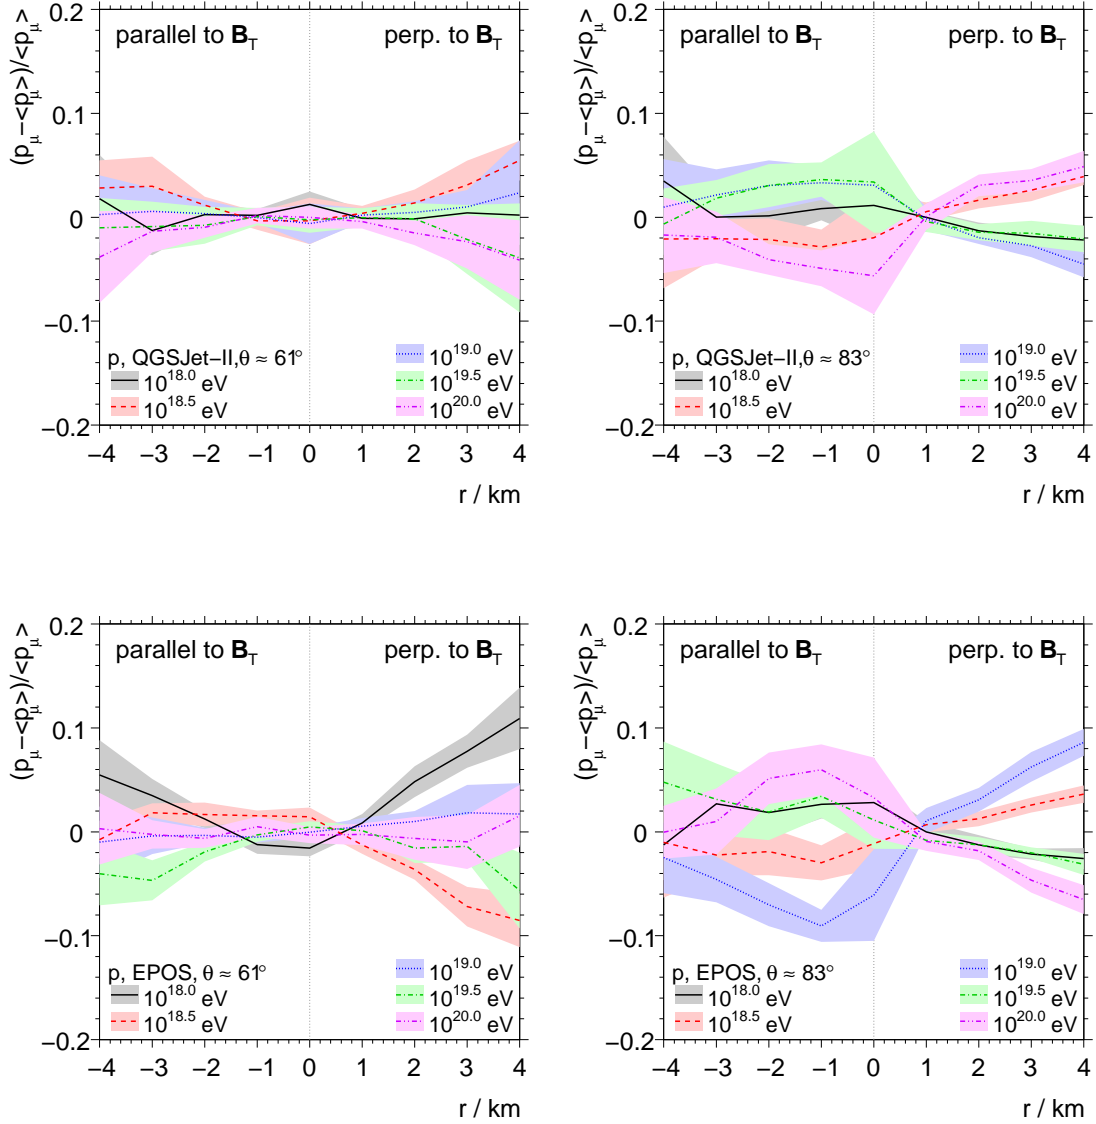 (p_μ−<p_μ>)/<p_μ>
parallel to B_T perp. to B_T
0.2
0.1
0
−0.1
−0.2
p, QGSJet−II,θ ≈ 61°
10^18.0 eV
10^18.5 eV
10^19.0 eV
10^19.5 eV
10^20.0 eV
−4 −3 −2 −1 0 1 2 3 4
r / km
(p_μ−<p_μ>)/<p_μ>
parallel to B_T perp. to B_T
0.2
0.1
0
−0.1
−0.2
p, QGSJet−II,θ ≈ 83°
10^18.0 eV
10^18.5 eV
10^19.0 eV
10^19.5 eV
10^20.0 eV
−4 −3 −2 −1 0 1 2 3 4
r / km
(p_μ−<p_μ>)/<p_μ>
parallel to B_T perp. to B_T
0.2
0.1
0
−0.1
−0.2
p, EPOS, θ ≈ 61°
10^18.0 eV
10^18.5 eV
10^19.0 eV
10^19.5 eV
10^20.0 eV
−4 −3 −2 −1 0 1 2 3 4
r / km
(p_μ−<p_μ>)/<p_μ>
parallel to B_T perp. to B_T
0.2
0.1
0
−0.1
−0.2
p, EPOS, θ ≈ 83°
10^18.0 eV
10^18.5 eV
10^19.0 eV
10^19.5 eV
10^20.0 eV
−4 −3 −2 −1 0 1 2 3 4
r / km